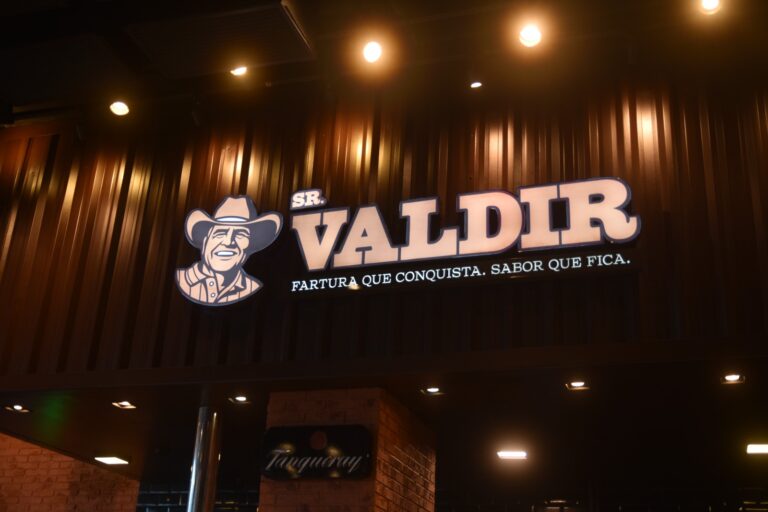 SR.
VALDIR
FARTURA QUE CONQUISTA. SABOR QUE FICA.
Tanqueray